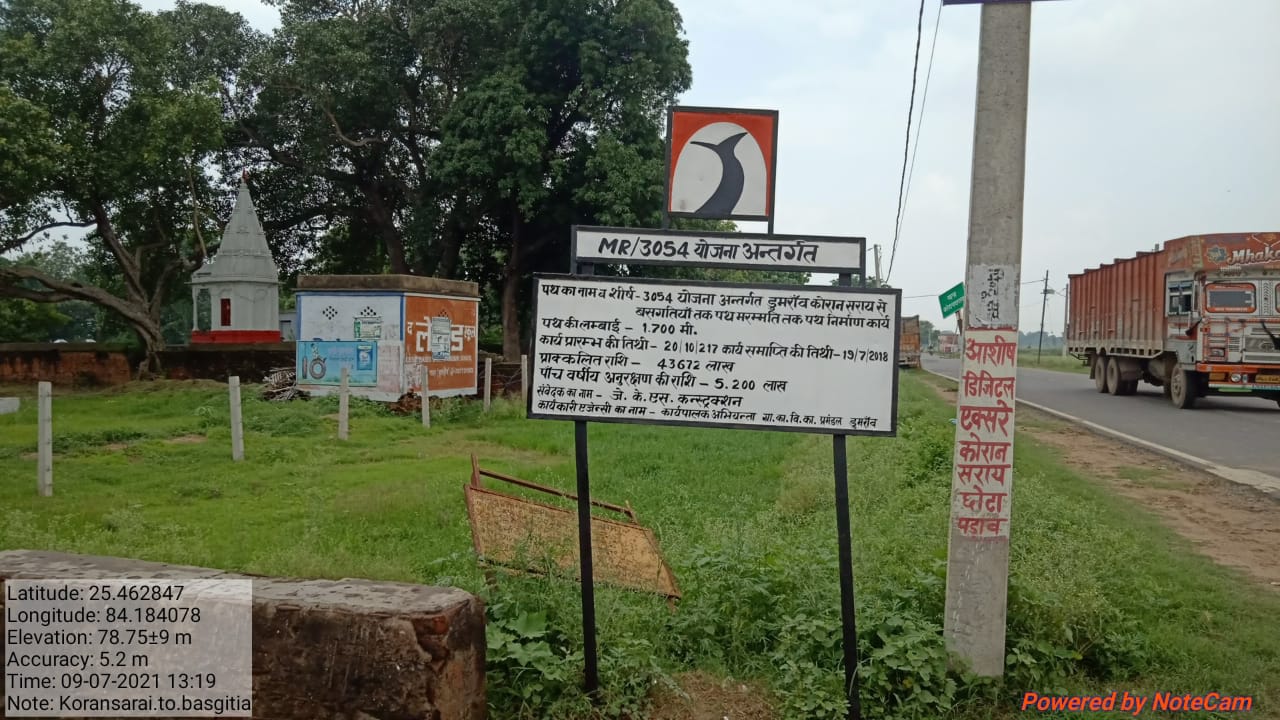 MR/3054 योजना अन्तर्गत
पथ का नाम व शीर्ष-3054 योजना अन्तर्गत डुमराँव कोरान सराय से
बसगतियाँ तक पथ मरम्मति तक पथ निर्माण कार्य
पथ की लम्बाई - 1.700 मी.
कार्य प्रारम्भ की तिथी- 20/10/217 कार्य समाप्ति की तिथी-19/7/2018
प्राक्कलित राशि - 43672 लाख
पाँच वर्षीय अनुरक्षण की राशि - 5.200 लाख
संवेदक का नाम - जे. के. एस. कन्स्ट्रक्शन
कार्यकारी एजेन्सी का नाम - कार्यपालक अभियन्ता ग्रा. का. वि. का. प्रमंडल डुमराँव
आशीष
डिजिटल
एक्सरे
कोरान
सराय
घोटा
पड़ाव
Latitude: 25.462847
Longitude: 84.184078
Elevation: 78.75±9 m
Accuracy: 5.2 m
Time: 09-07-2021 13:19
Note: Koransarai.to.basgitia
Powered by NoteCam